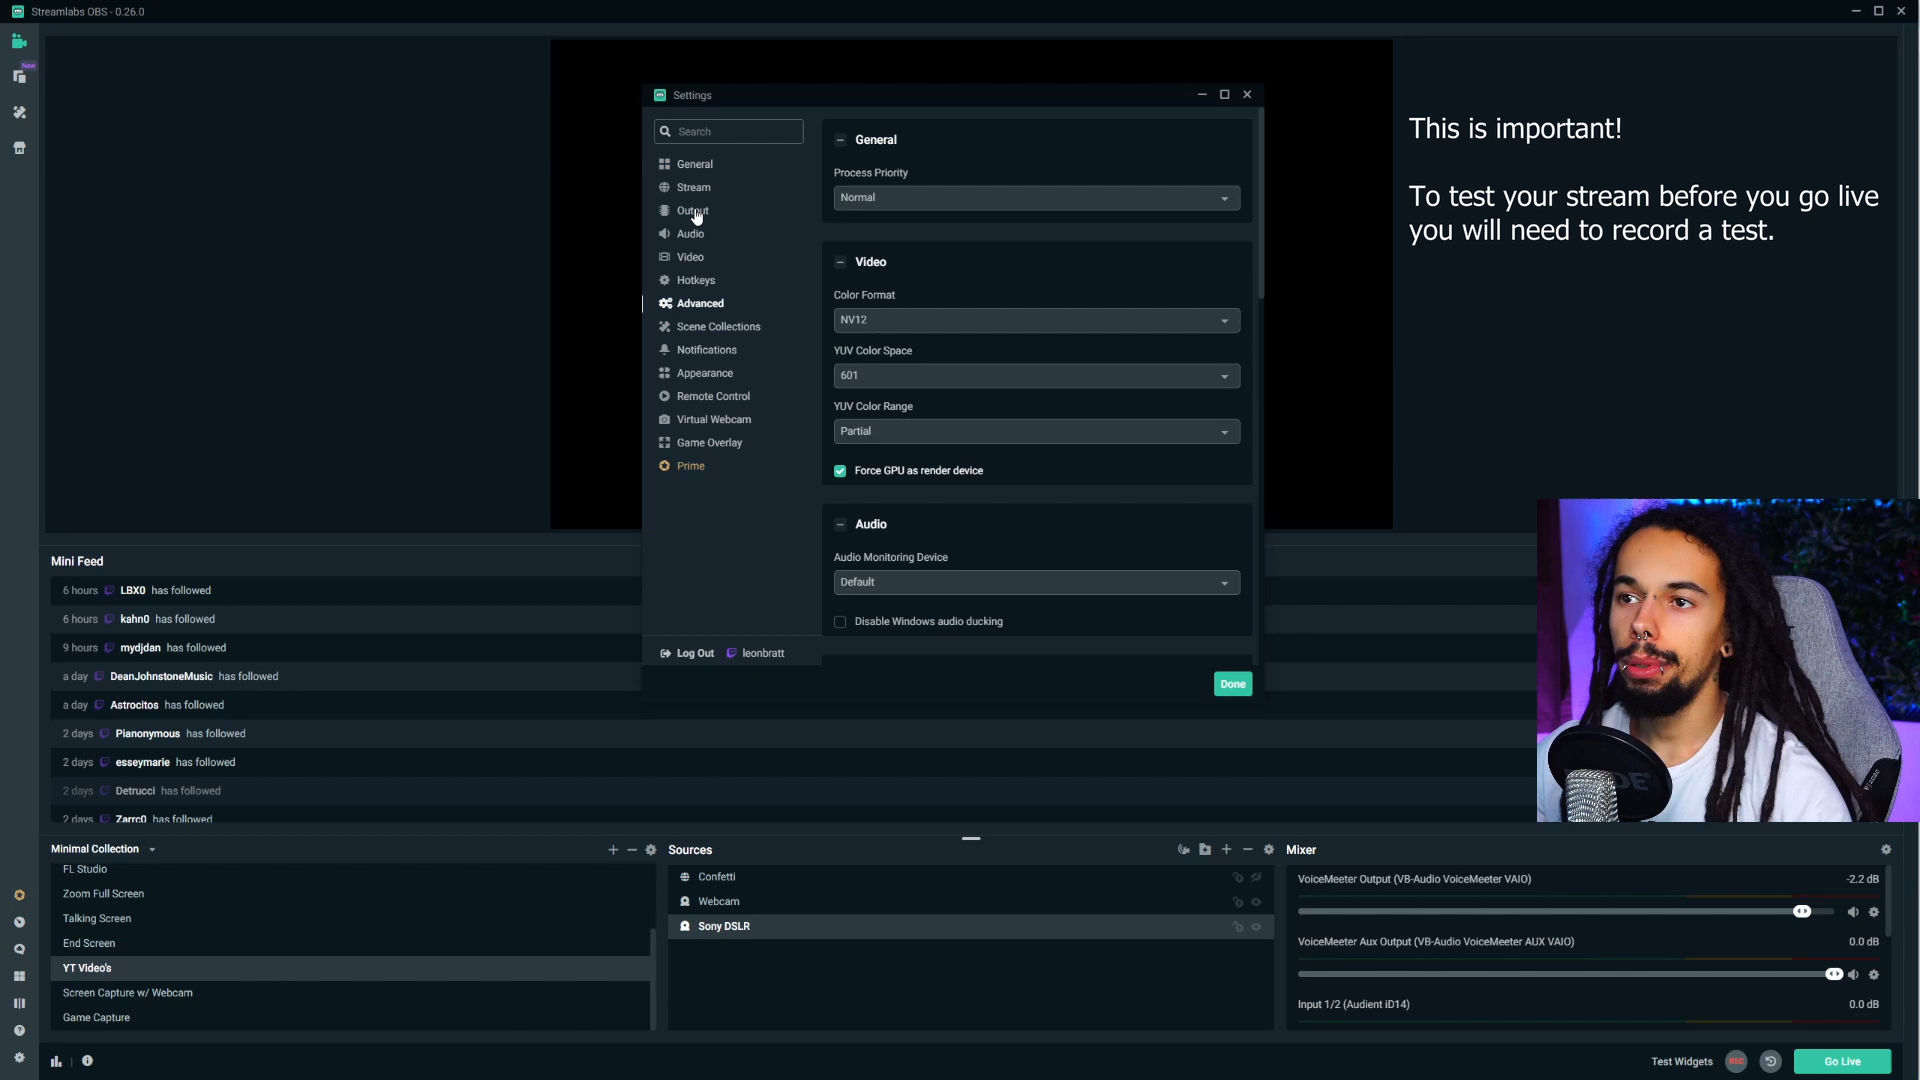 Streamlabs OBS - 0.26.0
New
Settings
Search
General
Stream
Output
Audio
Video
Hotkeys
Advanced
Scene Collections
Notifications
Appearance
Remote Control
Virtual Webcam
Game Overlay
Prime
Log Out leonbratt
General
Process Priority
Normal
Video
Color Format
NV12
YUV Color Space
601
YUV Color Range
Partial
Force GPU as render device
Audio
Audio Monitoring Device
Default
Disable Windows audio ducking
Done
This is important!
To test your stream before you go live
you will need to record a test.
Mini Feed
6 hours LBX0 has followed
6 hours kahn0 has followed
9 hours mydjdan has followed
a day DeanJohnstoneMusic has followed
a day Astrocitos has followed
2 days Pianonymous has followed
2 days esseymarie has followed
2 days Detrucci has followed
2 days Zarrc0 has followed
Minimal Collection
FL Studio
Zoom Full Screen
Talking Screen
End Screen
YT Video's
Screen Capture w/ Webcam
Game Capture
Sources
Confetti
Webcam
Sony DSLR
Mixer
VoiceMeeter Output (VB-Audio VoiceMeeter VAIO) -2.2 dB
VoiceMeeter Aux Output (VB-Audio VoiceMeeter AUX VAIO) 0.0 dB
Input 1/2 (Audient iD14) 0.0 dB
Test Widgets REC Go Live